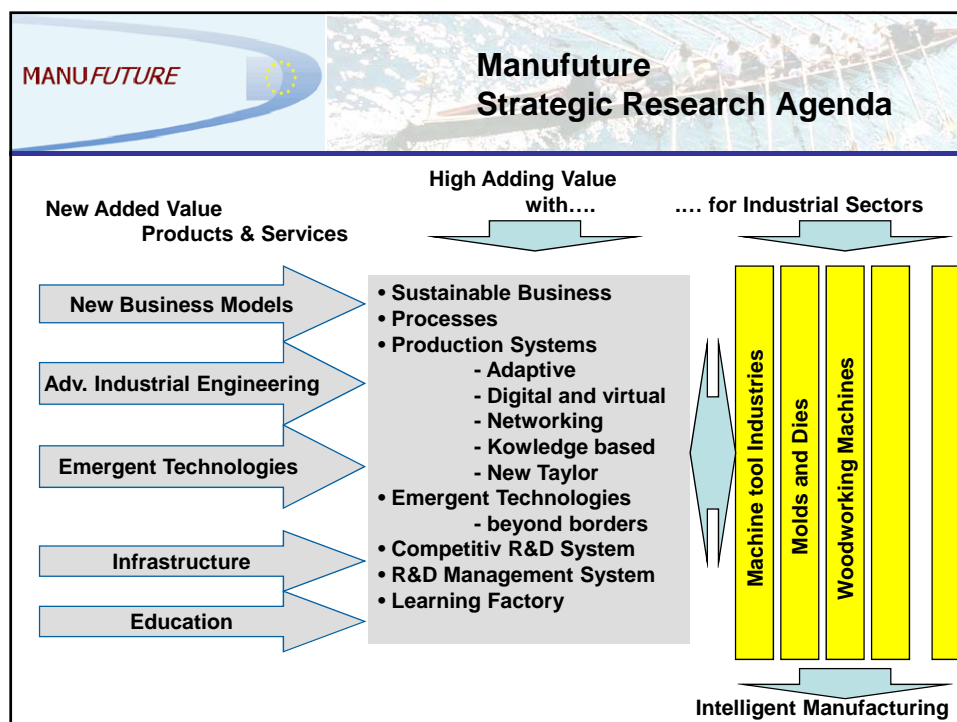 MANUFUTURE
Manufuture
Strategic Research Agenda
New Added Value
Products & Services
High Adding Value
with….
…. for Industrial Sectors
New Business Models
Adv. Industrial Engineering
Emergent Technologies
Infrastructure
Education
• Sustainable Business
• Processes
• Production Systems
- Adaptive
- Digital and virtual
- Networking
- Kowledge based
- New Taylor
• Emergent Technologies
- beyond borders
• Competitiv R&D System
• R&D Management System
• Learning Factory
Machine tool Industries
Molds and Dies
Woodworking Machines
Intelligent Manufacturing